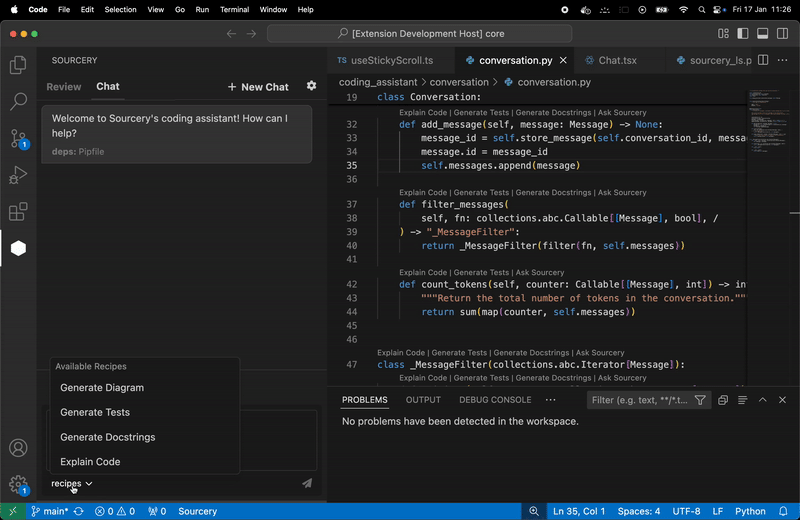 Code File Edit Selection View Go Run Terminal Window Help
Fri 17 Jan 11:26
[Extension Development Host] core
SOURCERY
Review Chat + New Chat
Welcome to Sourcery's coding assistant! How can I
help?
deps: Pipfile
Available Recipes
Generate Diagram
Generate Tests
Generate Docstrings
Explain Code
recipes
1
1
TS useStickyScroll.ts
conversation.py
Chat.tsx
sourcery_ls.p
coding_assistant > conversation > conversation.py
19 class Conversation:
Explain Code | Generate Tests | Generate Docstrings | Ask Sourcery
32 def add_message(self, message: Message) -> None:
33 message_id = self.store_message(self.conversation_id, messa
34 message.id = message_id
35 self.messages.append(message)
36
Explain Code | Generate Tests | Generate Docstrings | Ask Sourcery
37 def filter_messages(
38 self, fn: collections.abc.Callable[[Message], bool], /
39 ) -> "_MessageFilter":
40 return _MessageFilter(filter(fn, self.messages))
41
Explain Code | Generate Tests | Ask Sourcery
42 def count_tokens(self, counter: Callable[[Message], int]) -> in
43 """Return the total number of tokens in the conversation.""
44 return sum(map(counter, self.messages))
45
46
Explain Code | Generate Tests | Generate Docstrings | Ask Sourcery
47 class _MessageFilter(collections.abc.Iterator[Message]):
Explain Code | Generate Tests | Generate Docstrings | Ask Sourcery
PROBLEMS OUTPUT DEBUG CONSOLE ...
Filter (e.g. text, **/*.t...
No problems have been detected in the workspace.
main* 0 0 0 Sourcery
Ln 35, Col 1 Spaces: 4 UTF-8 LF Python